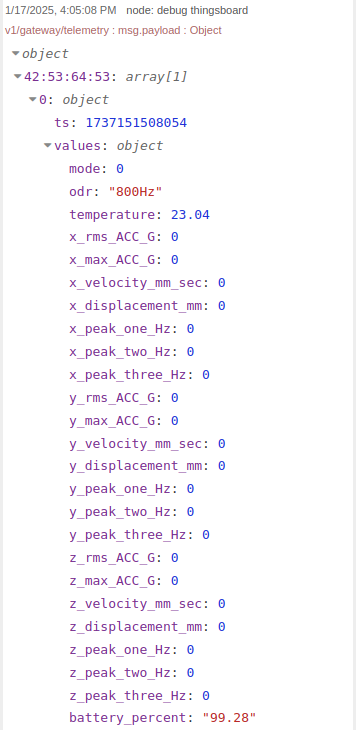 1/17/2025, 4:05:08 PM node: debug thingsboard
v1/gateway/telemetry : msg.payload : Object
object
42:53:64:53: array[1]
0: object
ts: 1737151508054
values: object
mode: 0
odr: "800Hz"
temperature: 23.04
x_rms_ACC_G: 0
x_max_ACC_G: 0
x_velocity_mm_sec: 0
x_displacement_mm: 0
x_peak_one_Hz: 0
x_peak_two_Hz: 0
x_peak_three_Hz: 0
y_rms_ACC_G: 0
y_max_ACC_G: 0
y_velocity_mm_sec: 0
y_displacement_mm: 0
y_peak_one_Hz: 0
y_peak_two_Hz: 0
y_peak_three_Hz: 0
z_rms_ACC_G: 0
z_max_ACC_G: 0
z_velocity_mm_sec: 0
z_displacement_mm: 0
z_peak_one_Hz: 0
z_peak_two_Hz: 0
z_peak_three_Hz: 0
battery_percent: "99.28"